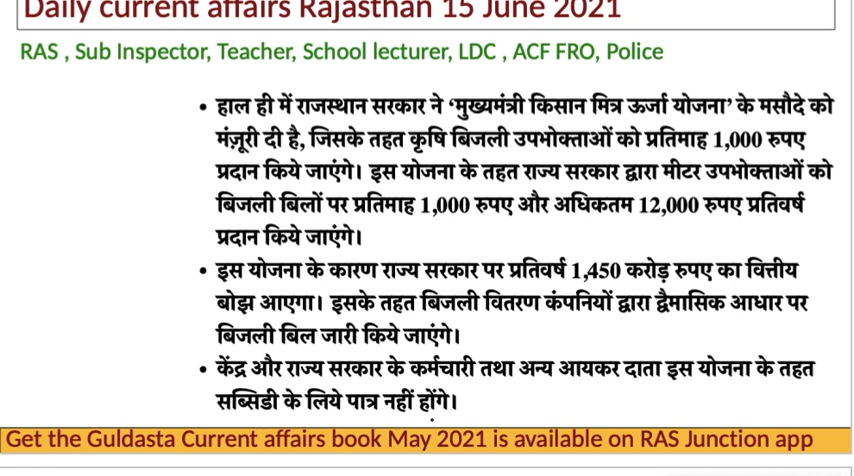 Daily current affairs Rajasthan 15 June 2021
RAS , Sub Inspector, Teacher, School lecturer, LDC , ACF FRO, Police
• हाल ही में राजस्थान सरकार ने ‘मुख्यमंत्री किसान मित्र ऊर्जा योजना’ के मसौदे को
मंज़ूरी दी है, जिसके तहत कृषि बिजली उपभोक्ताओं को प्रतिमाह 1,000 रुपए
प्रदान किये जाएंगे। इस योजना के तहत राज्य सरकार द्वारा मीटर उपभोक्ताओं को
बिजली बिलों पर प्रतिमाह 1,000 रुपए और अधिकतम 12,000 रुपए प्रतिवर्ष
प्रदान किये जाएंगे।
• इस योजना के कारण राज्य सरकार पर प्रतिवर्ष 1,450 करोड़ रुपए का वित्तीय
बोझ आएगा। इसके तहत बिजली वितरण कंपनियों द्वारा द्वैमासिक आधार पर
बिजली बिल जारी किये जाएंगे।
• केंद्र और राज्य सरकार के कर्मचारी तथा अन्य आयकर दाता इस योजना के तहत
सब्सिडी के लिये पात्र नहीं होंगे।
Get the Guldasta Current affairs book May 2021 is available on RAS Junction app